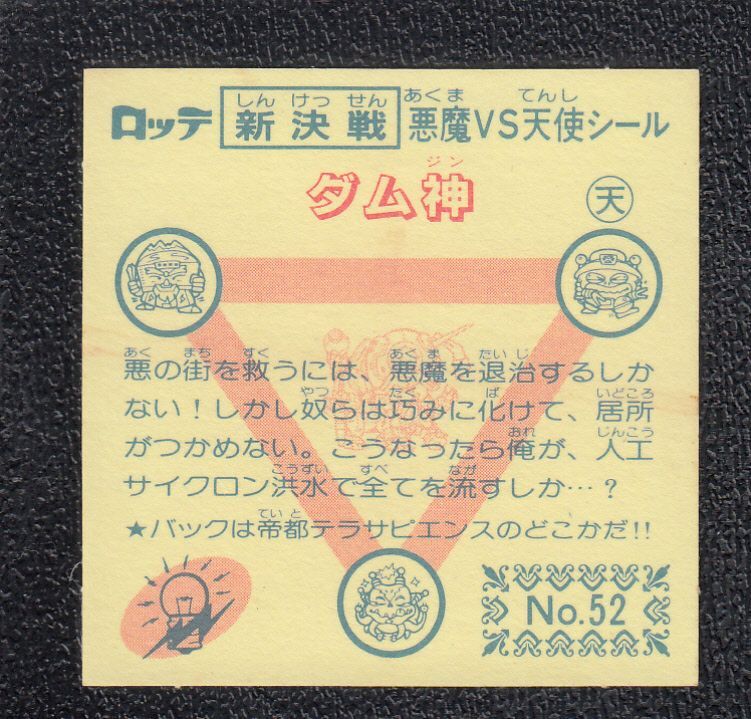 ロッテ 新決戦 悪魔VS天使シール
しん けっ せん あくま てんし
ダム神
ジン
天
悪の街を救うには、悪魔を退治するしか
あく まち すく あくま たいじ
ない！しかし奴らは巧みに化けて、居所
やつ たく ば いどころ
がつかめない。こうなったら俺が、人工
おれ じんこう
サイクロン洪水で全てを流すしか…？
こうずい すべ なが
★バックは帝都テラサピエンスのどこかだ!!
ていと
No.52